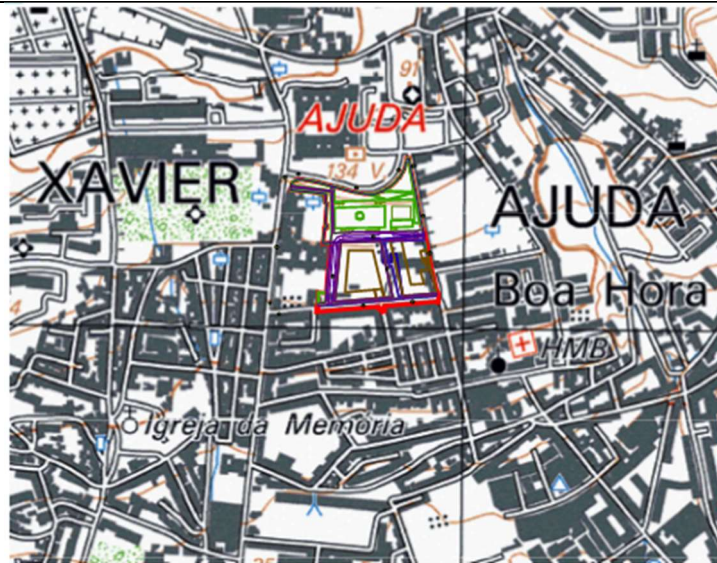 91
AJUDA
134 V
XAVIER
AJUDA
Boa Hora
HMB
Igreja da Memória